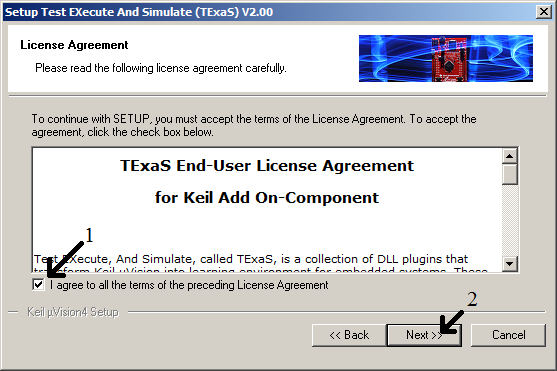 Setup Test EXecute And Simulate (TExaS) V2.00
License Agreement
Please read the following license agreement carefully.
To continue with SETUP, you must accept the terms of the License Agreement. To accept the
agreement, click the check box below.
TExaS End-User License Agreement
for Keil Add On-Component
1
Test EXecute, And Simulate, called TExaS, is a collection of DLL plugins that
transform Keil µVision into learning environment for embedded systems. These
I agree to all the terms of the preceding License Agreement
2
Keil µVision4 Setup
<< Back
Next >>
Cancel